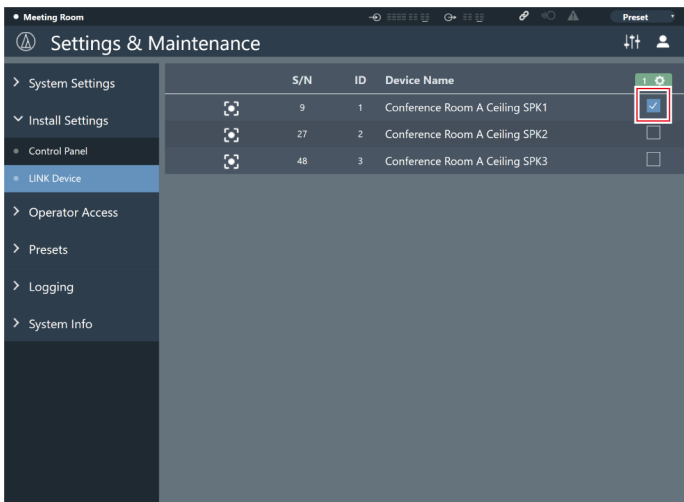 Meeting Room
Preset
Settings & Maintenance
System Settings
Install Settings
Control Panel
LINK Device
Operator Access
Presets
Logging
System Info
S/N ID Device Name 1
9 1 Conference Room A Ceiling SPK1
27 2 Conference Room A Ceiling SPK2
48 3 Conference Room A Ceiling SPK3